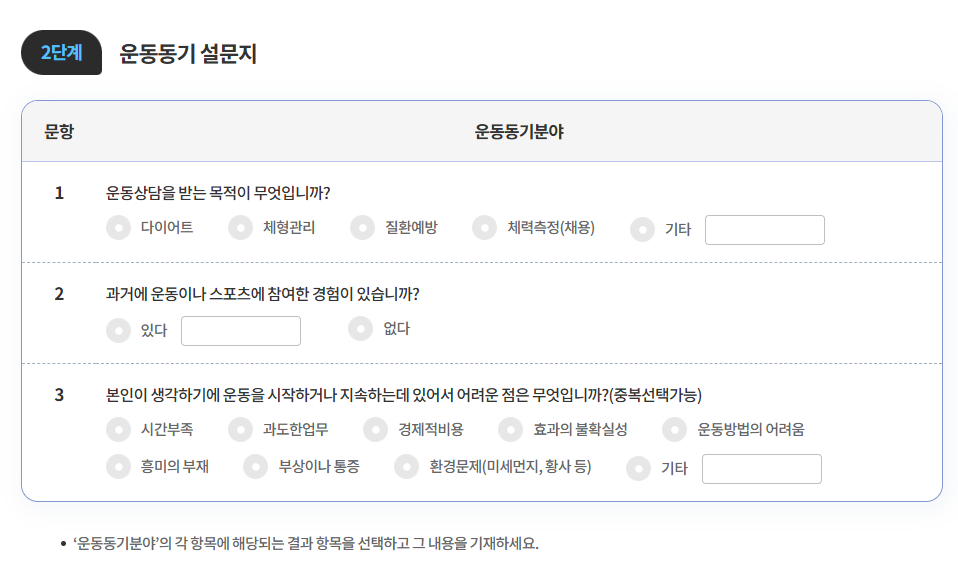 2단계 운동동기 설문지
문항 운동동기분야
1 운동상담을 받는 목적이 무엇입니까?
다이어트 체형관리 질환예방 체력측정(채용) 기타
2 과거에 운동이나 스포츠에 참여한 경험이 있습니까?
있다 없다
3 본인이 생각하기에 운동을 시작하거나 지속하는데 있어서 어려운 점은 무엇입니까?(중복선택가능)
시간부족 과도한업무 경제적비용 효과의 불확실성 운동방법의 어려움
흥미의 부재 부상이나 통증 환경문제(미세먼지, 황사 등) 기타
• ‘운동동기분야’의 각 항목에 해당되는 결과 항목을 선택하고 그 내용을 기재하세요.